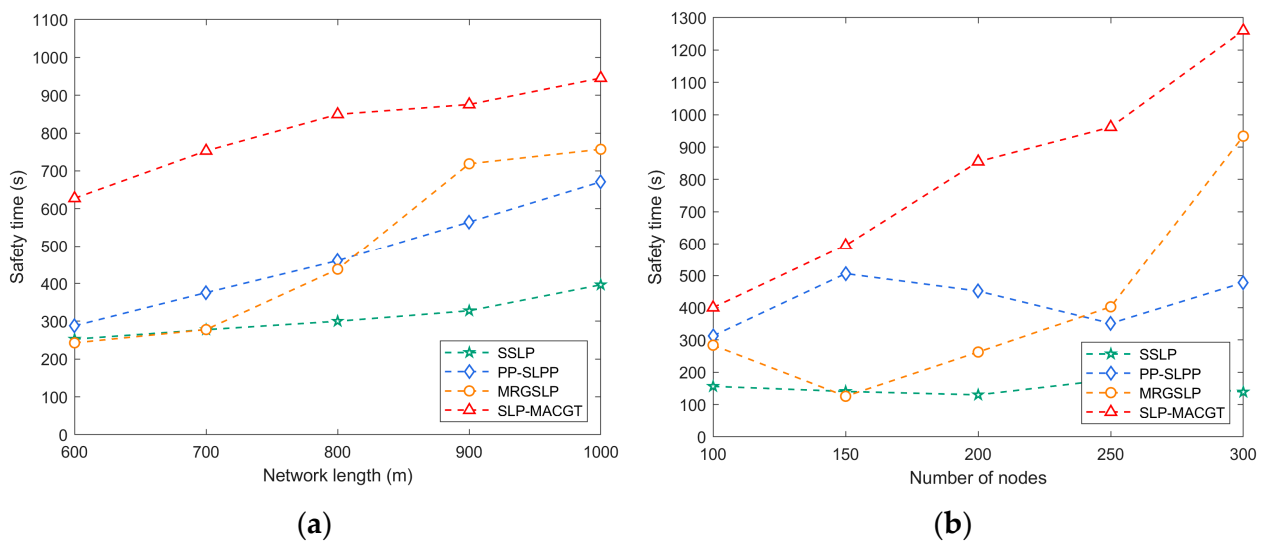 1100
1000
900
800
700
600
500
400
300
200
100
0
Safety time (s)
600 700 800 900 1000
Network length (m)
SSLP
PP-SLPP
MRGSLP
SLP-MACGT
(a)
1300
1200
1100
1000
900
800
700
600
500
400
300
200
100
0
Safety time (s)
100 150 200 250 300
Number of nodes
SSLP
PP-SLPP
MRGSLP
SLP-MACGT
(b)